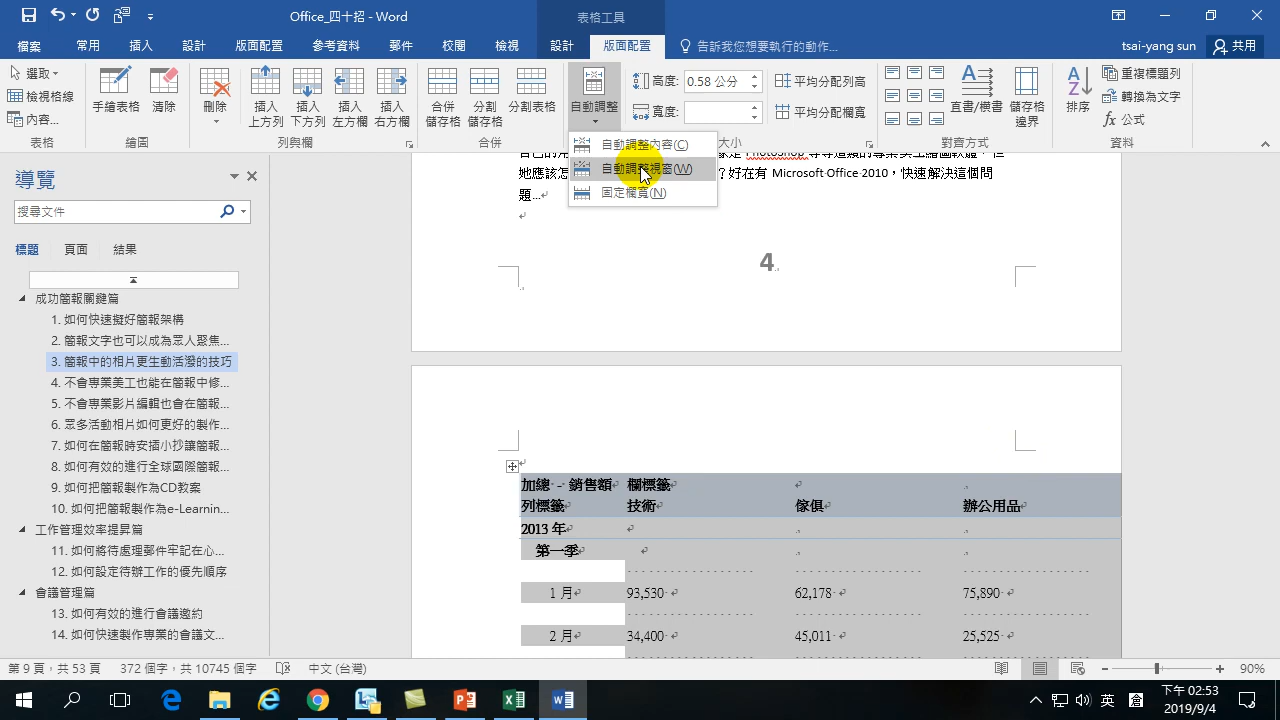 Office_四十招 - Word
表格工具
檔案 常用 插入 設計 版面配置 參考資料 郵件 校閱 檢視 設計 版面配置 告訴我您想要執行的動作... tsai-yang sun 共用
選取
檢視格線
內容...
表格
手繪表格 清除
繪圖
刪除
插入上方列
插入下方列
插入左方欄
插入右方欄
列與欄
合併儲存格
分割儲存格
分割表格
合併
自動調整
高度: 0.58 公分
寬度:
平均分配列高
平均分配欄寬
大小
直書/橫書
儲存格邊界
對齊方式
排序
重複標題列
轉換為文字
公式
資料
自動調整內容(C)
自動調整視窗(W)
固定欄寬(N)
導覽
搜尋文件
標題 頁面 結果
成功簡報關鍵篇
1. 如何快速擬好簡報架構
2. 簡報文字也可以成為眾人聚焦...
3. 簡報中的相片更生動活潑的技巧
4. 不會專業美工也能在簡報中修...
5. 不會專業影片編輯也會在簡報...
6. 眾多活動相片如何更好的製作...
7. 如何在簡報時安插小抄讓簡報...
8. 如何有效的進行全球國際簡報...
9. 如何把簡報製作為CD教案
10. 如何把簡報製作為e-Learnin...
工作管理效率提昇篇
11. 如何將待處理郵件牢記在心...
12. 如何設定待辦工作的優先順序
會議管理篇
13. 如何有效的進行會議邀約
14. 如何快速製作專業的會議文...
她應該怎
？好在有 Microsoft Office 2010，快速解決這個問
題...
4
加總 - 銷售額 欄標籤
列標籤 技術 傢俱 辦公用品
2013 年
第一季
1 月 93,530 62,178 75,890
2 月 34,400 45,011 25,525
第 9 頁，共 53 頁 372 個字，共 10745 個字 中文 (台灣) 90%
英
下午 02:33
2019/9/4